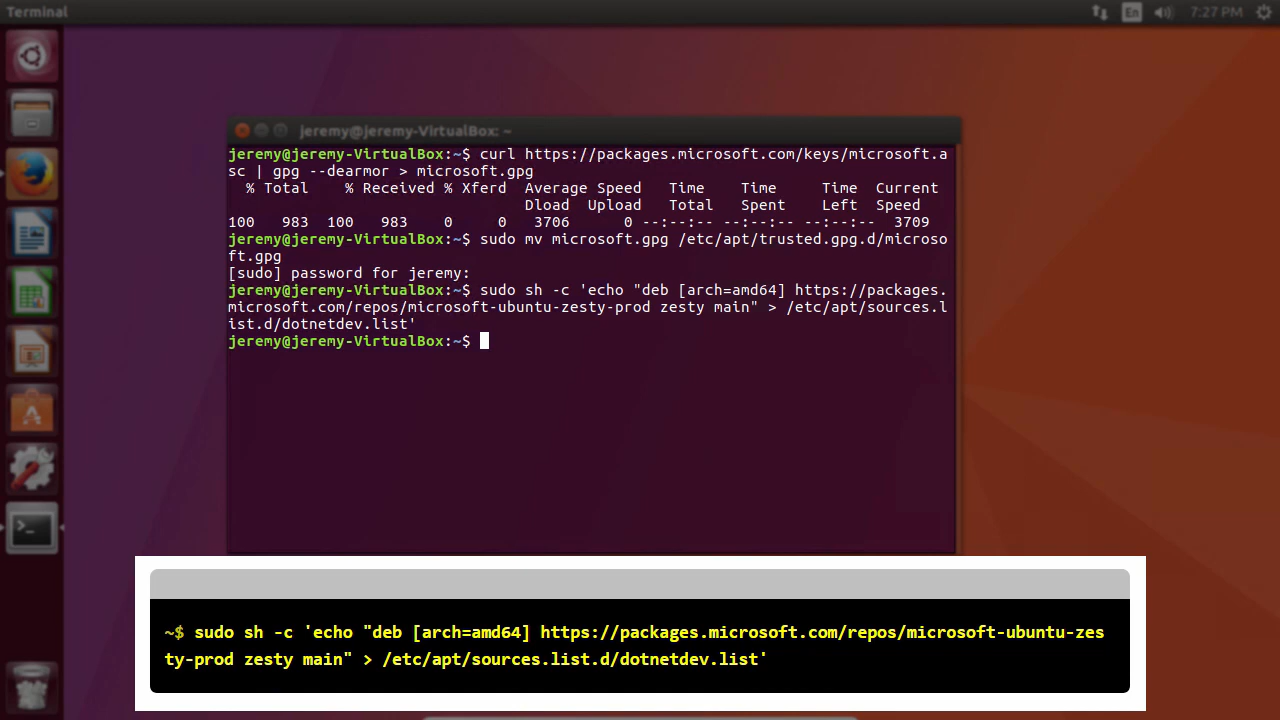 Terminal
En
7:27 PM
jeremy@jeremy-VirtualBox: ~
jeremy@jeremy-VirtualBox:~$ curl https://packages.microsoft.com/keys/microsoft.a
sc | gpg --dearmor > microsoft.gpg
% Total % Received % Xferd Average Speed Time Time Time Current
Dload Upload Total Spent Left Speed
100 983 100 983 0 0 3706 0 --:--:-- --:--:-- --:--:-- 3709
jeremy@jeremy-VirtualBox:~$ sudo mv microsoft.gpg /etc/apt/trusted.gpg.d/microso
ft.gpg
[sudo] password for jeremy:
jeremy@jeremy-VirtualBox:~$ sudo sh -c 'echo "deb [arch=amd64] https://packages.
microsoft.com/repos/microsoft-ubuntu-zesty-prod zesty main" > /etc/apt/sources.l
ist.d/dotnetdev.list'
jeremy@jeremy-VirtualBox:~$
~$ sudo sh -c 'echo "deb [arch=amd64] https://packages.microsoft.com/repos/microsoft-ubuntu-zes
ty-prod zesty main" > /etc/apt/sources.list.d/dotnetdev.list'